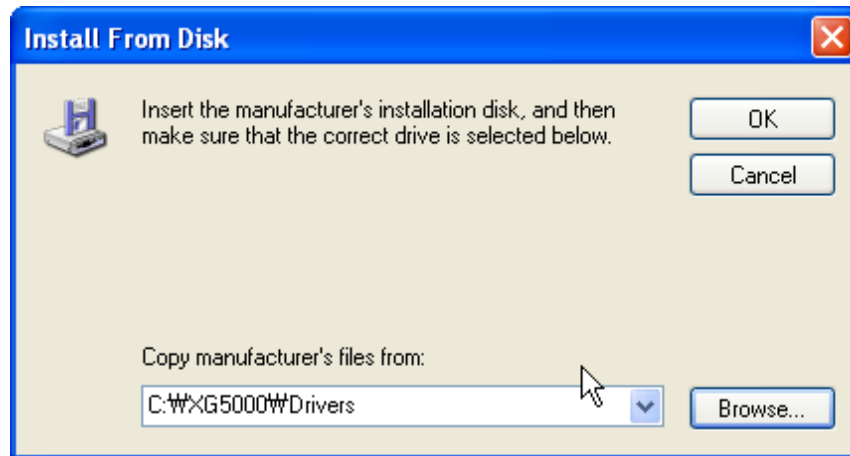 Install From Disk
Insert the manufacturer's installation disk, and then
make sure that the correct drive is selected below.
OK
Cancel
Copy manufacturer's files from:
C:₩XG5000₩Drivers
Browse...